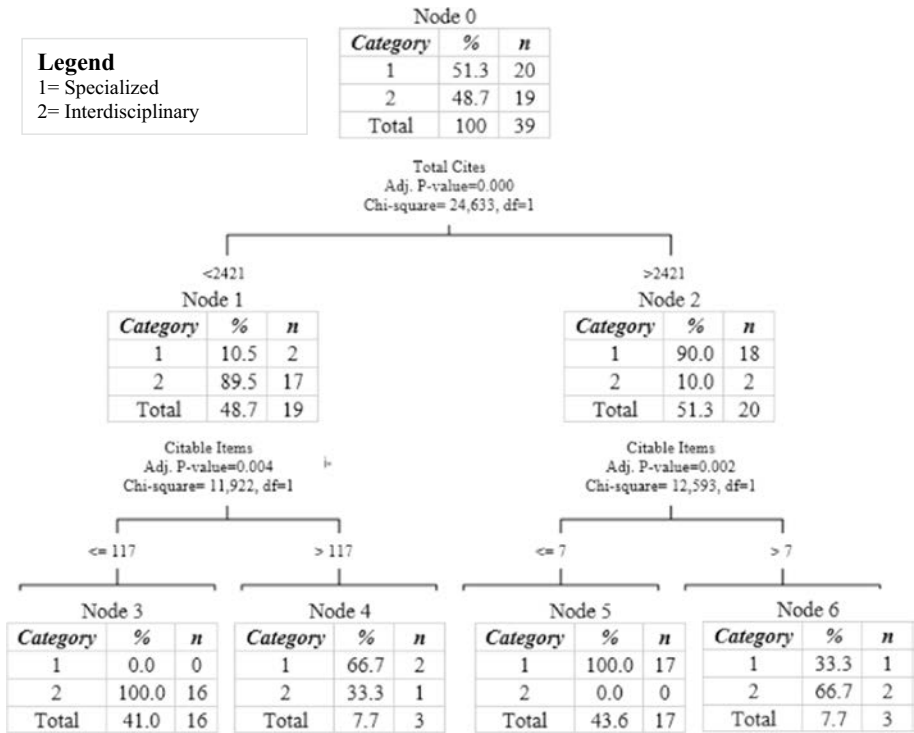 Node 0
Category % n
1 51.3 20
2 48.7 19
Total 100 39
Legend
1= Specialized
2= Interdisciplinary
Total Cites
Adj. P-value=0.000
Chi-square= 24,633, df=1
<2421
>2421
Node 1
Category % n
1 10.5 2
2 89.5 17
Total 48.7 19
Node 2
Category % n
1 90.0 18
2 10.0 2
Total 51.3 20
Citable Items
Adj. P-value=0.004
Chi-square= 11,922, df=1
Citable Items
Adj. P-value=0.002
Chi-square= 12,593, df=1
<= 117
> 117
<= 7
> 7
Node 3
Category % n
1 0.0 0
2 100.0 16
Total 41.0 16
Node 4
Category % n
1 66.7 2
2 33.3 1
Total 7.7 3
Node 5
Category % n
1 100.0 17
2 0.0 0
Total 43.6 17
Node 6
Category % n
1 33.3 1
2 66.7 2
Total 7.7 3